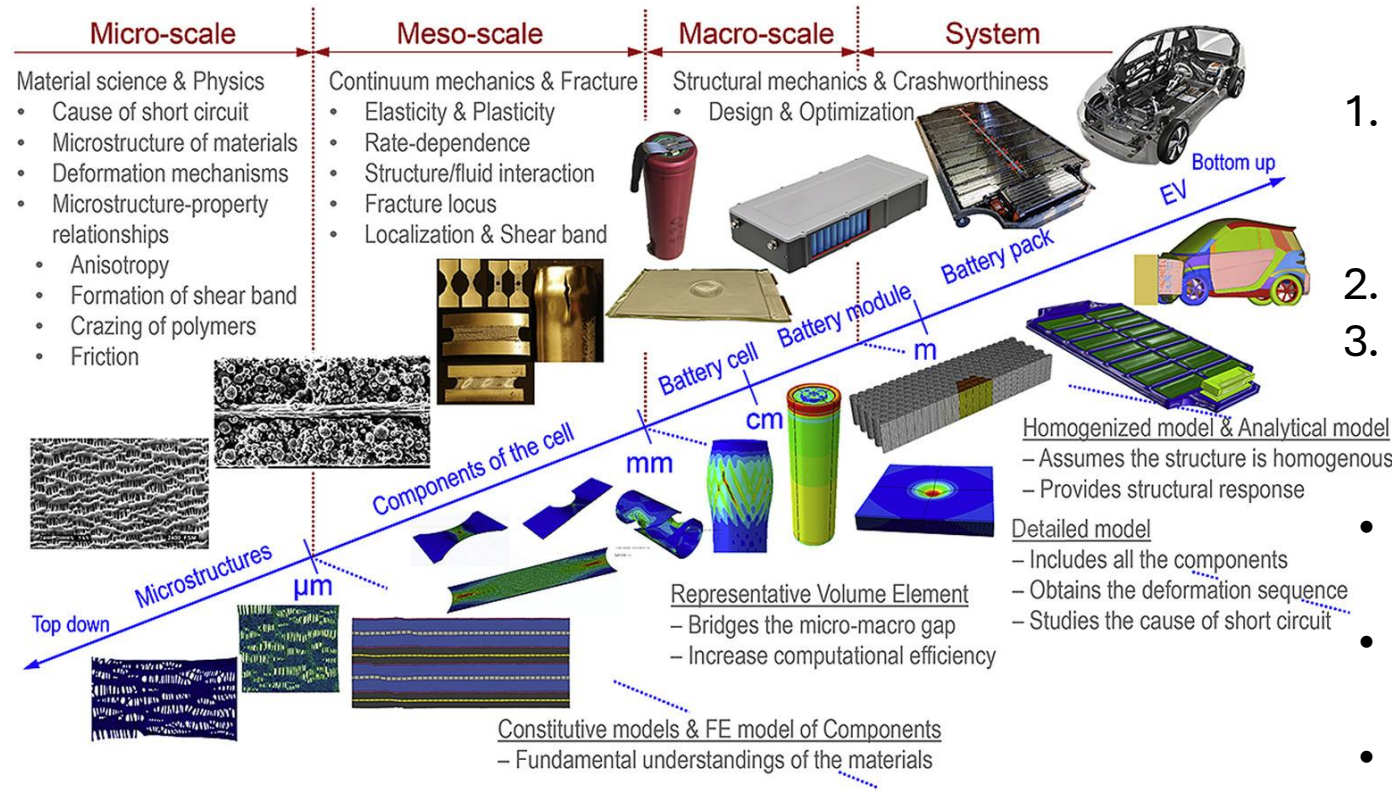 Micro-scale
Meso-scale
Macro-scale
System
Material science & Physics
• Cause of short circuit
• Microstructure of materials
• Deformation mechanisms
• Microstructure-property
relationships
• Anisotropy
• Formation of shear band
• Crazing of polymers
• Friction
Continuum mechanics & Fracture
• Elasticity & Plasticity
• Rate-dependence
• Structure/fluid interaction
• Fracture locus
• Localization & Shear band
Structural mechanics & Crashworthiness
• Design & Optimization
Bottom up
EV
Battery pack
Battery module
Battery cell
Components of the cell
Microstructures
Top down
m
cm
mm
µm
Homogenized model & Analytical model
– Assumes the structure is homogenous
– Provides structural response
Detailed model
– Includes all the components
– Obtains the deformation sequence
– Studies the cause of short circuit
Representative Volume Element
– Bridges the micro-macro gap
– Increase computational efficiency
Constitutive models & FE model of Components
– Fundamental understandings of the materials
1.
2.
3.
•
•
•